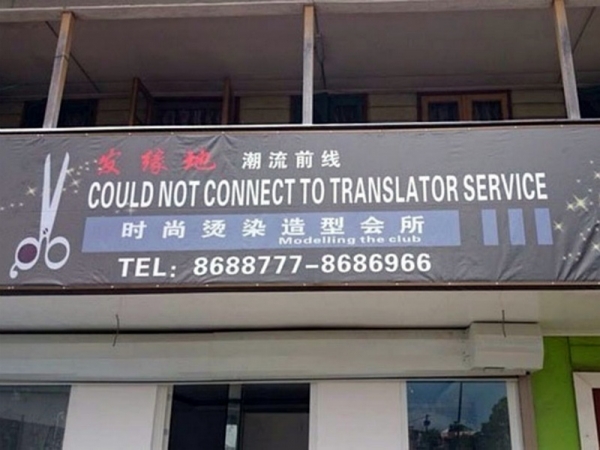 发缘地 潮流前线
COULD NOT CONNECT TO TRANSLATOR SERVICE
时尚烫染造型会所
Modelling the club
TEL: 8688777-8686966